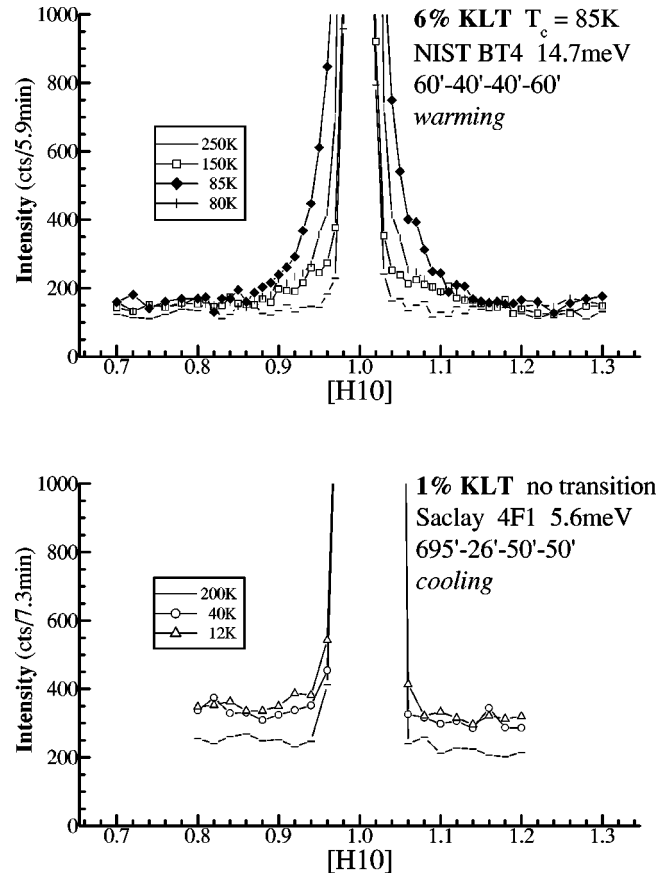 1000
800
600
400
200
0
Intensity (cts/5.9min)
6% KLT Tc = 85K
NIST BT4 14.7meV
60'-40'-40'-60'
warming
250K
150K
85K
80K
0.7 0.8 0.9 1.0 1.1 1.2 1.3
[H10]
1000
800
600
400
200
0
Intensity (cts/7.3min)
1% KLT no transition
Saclay 4F1 5.6meV
695'-26'-50'-50'
cooling
200K
40K
12K
0.7 0.8 0.9 1.0 1.1 1.2 1.3
[H10]